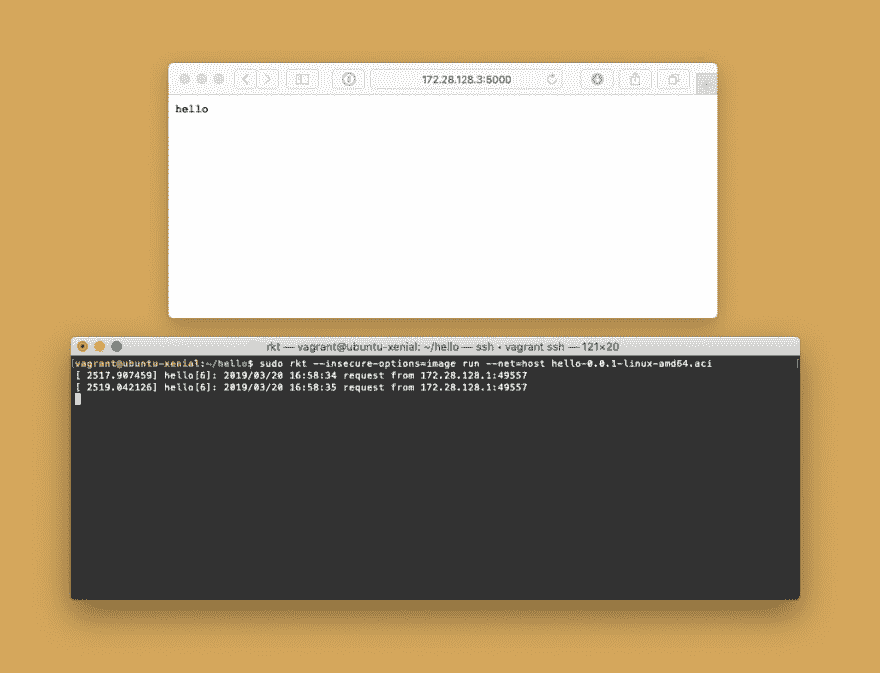 172.28.128.3:5000
hello
rkt — vagrant@ubuntu-xenial: ~/hello — ssh • vagrant ssh — 121×20
[vagrant@ubuntu-xenial:~/hello$ sudo rkt --insecure-options=image run --net=host hello-0.0.1-linux-amd64.aci ]
[ 2517.907459] hello[6]: 2019/03/20 16:58:34 request from 172.28.128.1:49557
[ 2519.042126] hello[6]: 2019/03/20 16:58:35 request from 172.28.128.1:49557